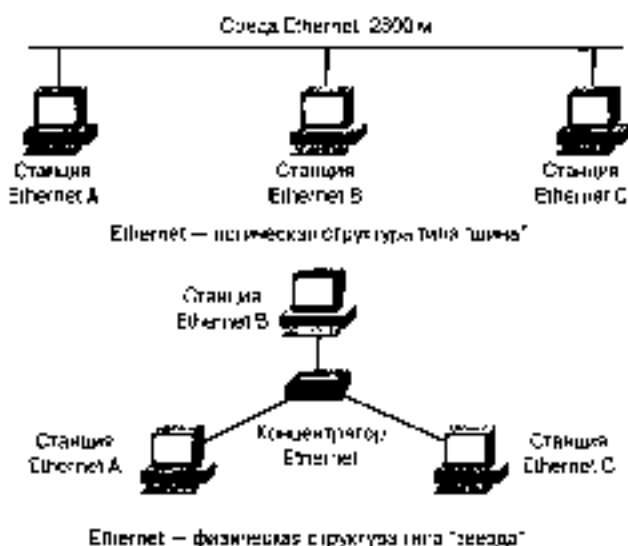 Среда Ethernet
Станция
Ethernet A
Станция
Ethernet B
Станция
Ethernet C
Ethernet — логическая структура типа "шина"
Станция
Ethernet B
Станция
Ethernet A
Концентратор
Ethernet
Станция
Ethernet C
Ethernet — физическая структура типа "звезда"